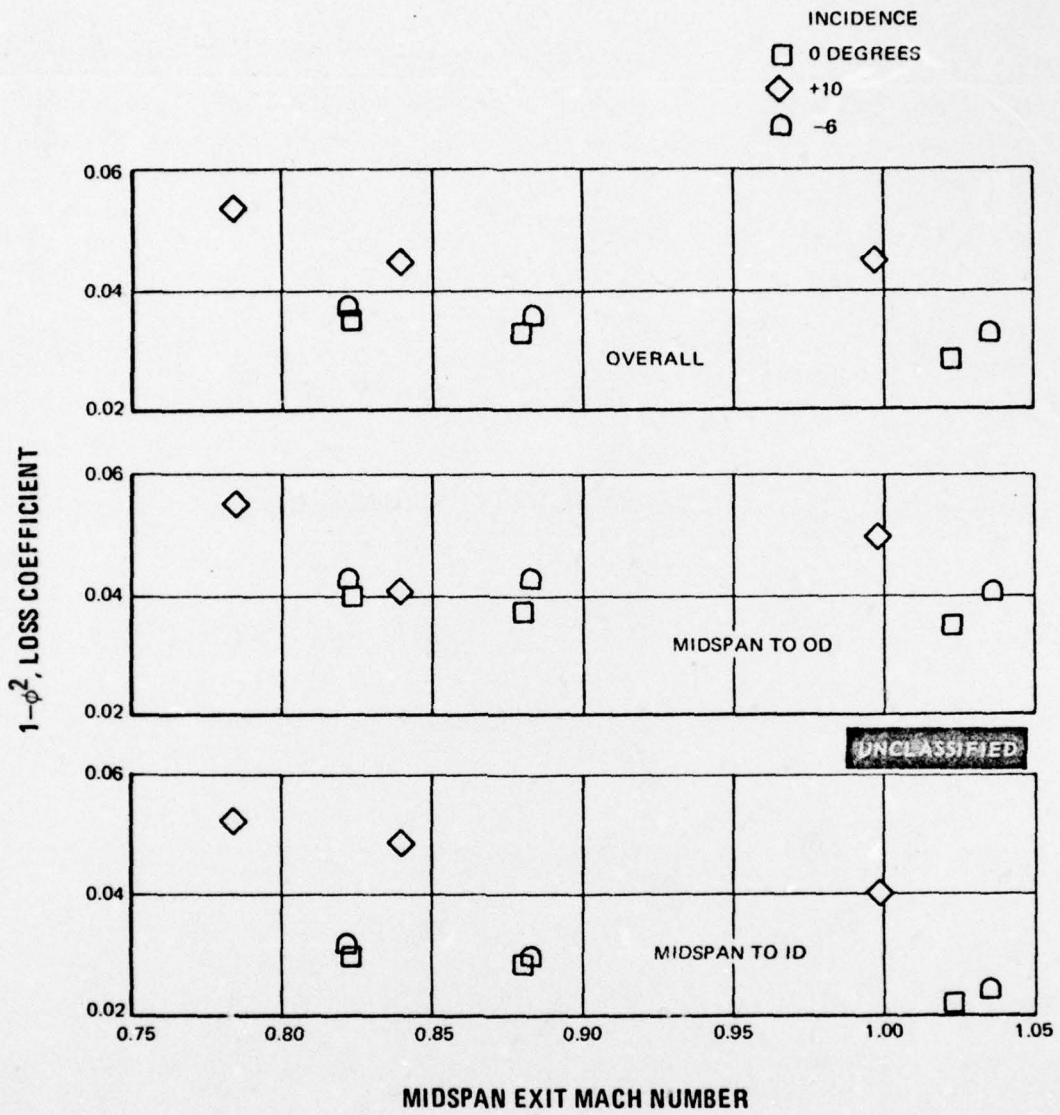 INCIDENCE
0 DEGREES
+10
−6
0.06
0.04
0.02
OVERALL
0.06
0.04
0.02
MIDSPAN TO OD
UNCLASSIFIED
0.06
0.04
0.02
MIDSPAN TO ID
1−ϕ², LOSS COEFFICIENT
0.75 0.80 0.85 0.90 0.95 1.00 1.05
MIDSPAN EXIT MACH NUMBER